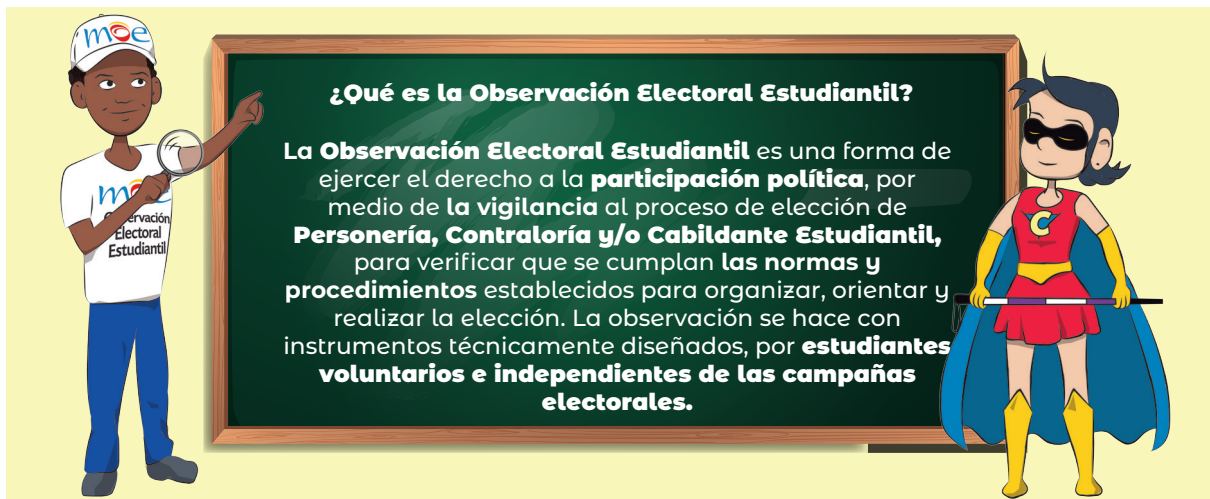 moe
¿Qué es la Observación Electoral Estudiantil?
La Observación Electoral Estudiantil es una forma de
ejercer el derecho a la participación política, por
medio de la vigilancia al proceso de elección de
Personería, Contraloría y/o Cabildante Estudiantil,
para verificar que se cumplan las normas y
procedimientos establecidos para organizar, orientar y
realizar la elección. La observación se hace con
instrumentos técnicamente diseñados, por estudiantes
voluntarios e independientes de las campañas
electorales.
moe
Electoral
Estudiantil
C